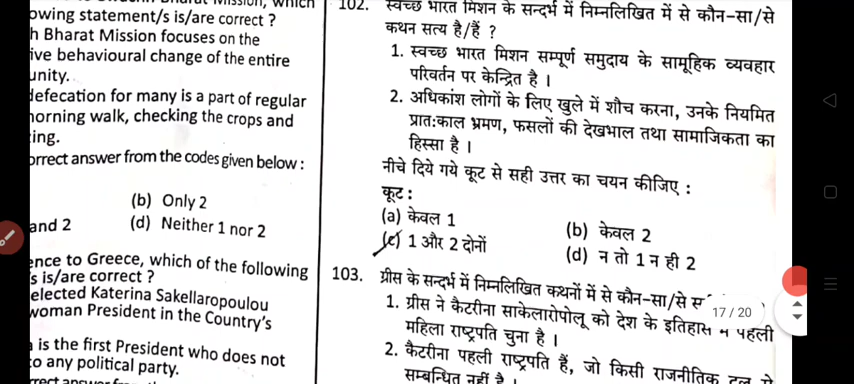 Mission, which
owing statement/s is/are correct ?
h Bharat Mission focuses on the
ive behavioural change of the entire
unity.
defecation for many is a part of regular
norning walk, checking the crops and
ing.
orrect answer from the codes given below :
(b) Only 2
and 2 (d) Neither 1 nor 2
ence to Greece, which of the following
s is/are correct ?
elected Katerina Sakellaropoulou
woman President in the Country's
is the first President who does not
to any political party.
102. स्वच्छ भारत मिशन के सन्दर्भ में निम्नलिखित में से कौन-सा/से
कथन सत्य है/हैं ?
1. स्वच्छ भारत मिशन सम्पूर्ण समुदाय के सामूहिक व्यवहार
परिवर्तन पर केन्द्रित है ।
2. अधिकांश लोगों के लिए खुले में शौच करना, उनके नियमित
प्रात:काल भ्रमण, फसलों की देखभाल तथा सामाजिकता का
हिस्सा है ।
नीचे दिये गये कूट से सही उत्तर का चयन कीजिए :
कूट :
(a) केवल 1 (b) केवल 2
(c) 1 और 2 दोनों (d) न तो 1 न ही 2
103. ग्रीस के सन्दर्भ में निम्नलिखित कथनों में से कौन-सा/से
1. ग्रीस ने कैटरीना साकेलारोपोलू को देश के इतिहास में पहली
महिला राष्ट्रपति चुना है ।
2. कैटरीना पहली राष्ट्रपति हैं, जो किसी राजनीतिक दल से
सम्बन्धित नहीं है ।
17 / 20